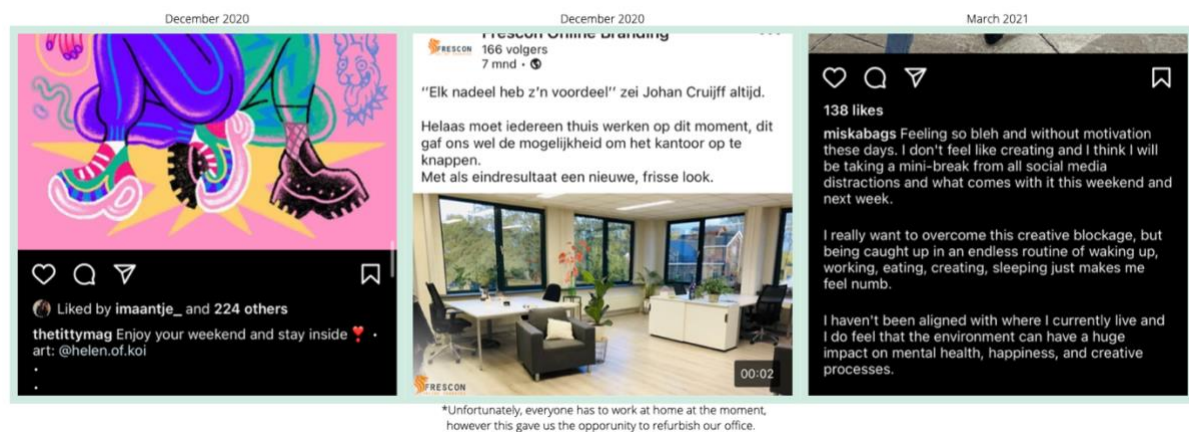 December 2020
Liked by imaantje_ and 224 others
thetittymag Enjoy your weekend and stay inside ❣️ .
art: @helen.of.koi
.
.
December 2020
Frescon Online Branding
FRESCON
166 volgers
7 mnd •
"Elk nadeel heb z'n voordeel" zei Johan Cruijff altijd.
Helaas moet iedereen thuis werken op dit moment, dit
gaf ons wel de mogelijkheid om het kantoor op te
knappen.
Met als eindresultaat een nieuwe, frisse look.
00:02
FRESCON
*Unfortunately, everyone has to work at home at the moment,
however this gave us the opporunity to refurbish our office.
March 2021
138 likes
miskabags Feeling so bleh and without motivation
these days. I don't feel like creating and I think I will
be taking a mini-break from all social media
distractions and what comes with it this weekend and
next week.
I really want to overcome this creative blockage, but
being caught up in an endless routine of waking up,
working, eating, creating, sleeping just makes me
feel numb.
I haven't been aligned with where I currently live and
I do feel that the environment can have a huge
impact on mental health, happiness, and creative
processes.